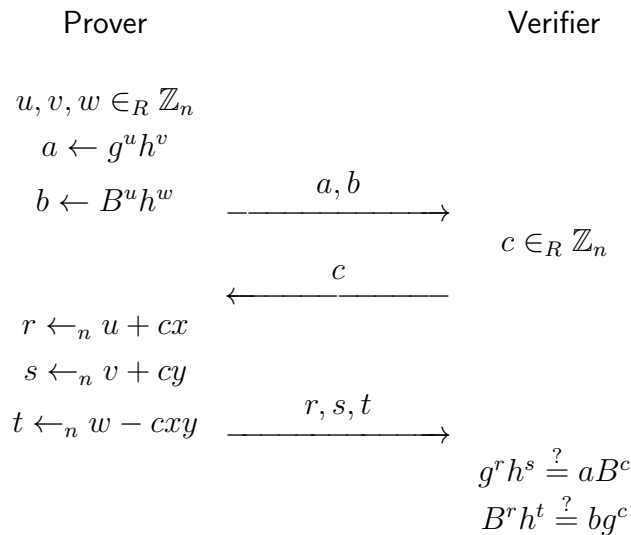 Prover Verifier
u, v, w ∈_R ℤ_n
a ← g^u h^v
b ← B^u h^w
a, b
c ∈_R ℤ_n
c
r ←_n u + cx
s ←_n v + cy
t ←_n w − cxy
r, s, t
g^r h^s ≟ aB^c
B^r h^t ≟ bg^c